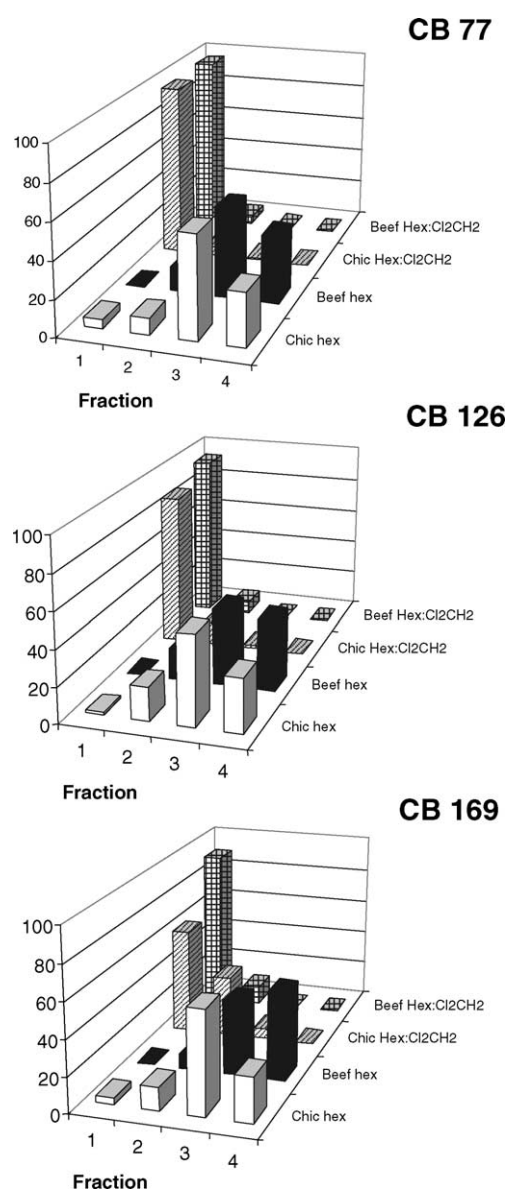 CB 77
100
80
60
40
20
0
1
2
3
4
Fraction
Beef Hex:Cl2CH2
Chic Hex:Cl2CH2
Beef hex
Chic hex
CB 126
100
80
60
40
20
0
1
2
3
4
Fraction
Beef Hex:Cl2CH2
Chic Hex:Cl2CH2
Beef hex
Chic hex
CB 169
100
80
60
40
20
0
1
2
3
4
Fraction
Beef Hex:Cl2CH2
Chic Hex:Cl2CH2
Beef hex
Chic hex